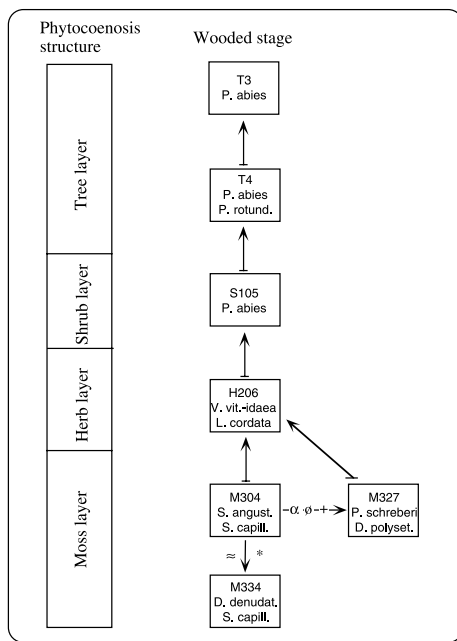 Phytocoenosis
structure
Wooded stage
Tree layer
Shrub layer
Herb layer
Moss layer
T3
P. abies
T4
P. abies
P. rotund.
S105
P. abies
H206
V. vit.-idaea
L. cordata
M304
S. angust.
S. capill.
-α·ø-+
M327
P. schreberi
D. polyset.
≈ *
M334
D. denudat.
S. capill.